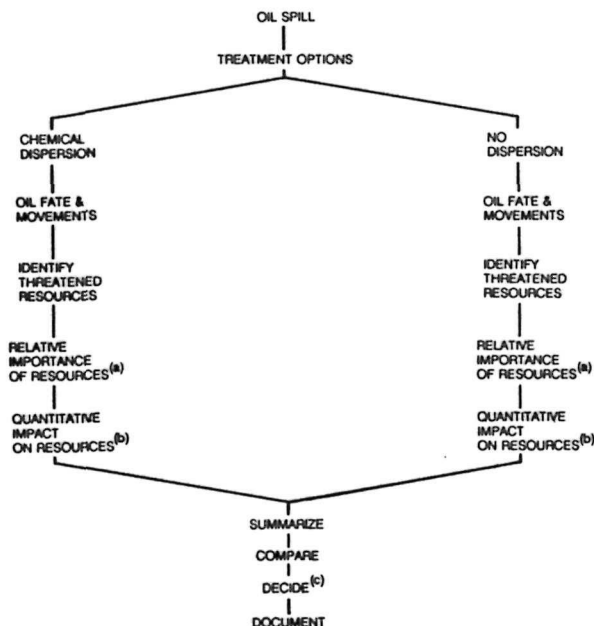 OIL SPILL
TREATMENT OPTIONS
CHEMICAL
DISPERSION
OIL FATE &
MOVEMENTS
IDENTIFY
THREATENED
RESOURCES
RELATIVE
IMPORTANCE
OF RESOURCES(a)
QUANTITATIVE
IMPACT
ON RESOURCES(b)
NO
DISPERSION
OIL FATE &
MOVEMENTS
IDENTIFY
THREATENED
RESOURCES
RELATIVE
IMPORTANCE
OF RESOURCES(a)
QUANTITATIVE
IMPACT
ON RESOURCES(b)
SUMMARIZE
COMPARE
DECIDE(c)
DOCUMENT